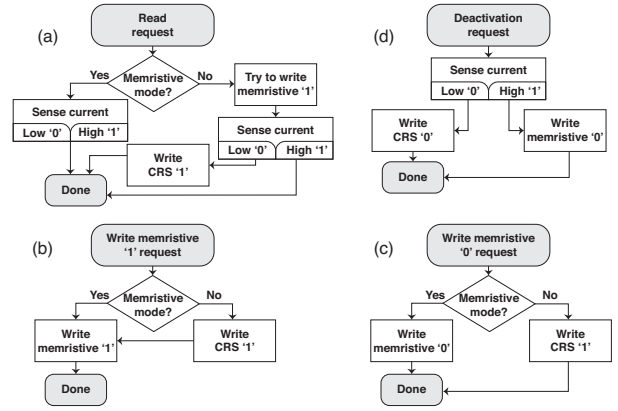 (a)
Read
request
Yes
Memristive
mode?
No
Try to write
memristive ‘1’
Sense current
Low ‘0’
High ‘1’
Sense current
Low ‘0’
High ‘1’
Write
CRS ‘1’
Done
(d)
Deactivation
request
Sense current
Low ‘0’
High ‘1’
Write
CRS ‘0’
Write
memristive ‘0’
Done
(b)
Write memristive
‘1’ request
Yes
Memristive
mode?
No
Write
memristive ‘1’
Write
CRS ‘1’
Done
(c)
Write memristive
‘0’ request
Yes
Memristive
mode?
No
Write
memristive ‘0’
Write
CRS ‘1’
Done